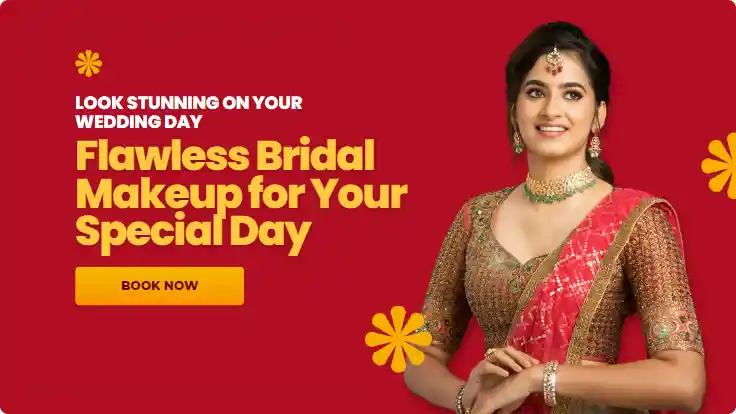 LOOK STUNNING ON YOUR
WEDDING DAY
Flawless Bridal
Makeup for Your
Special Day
BOOK NOW